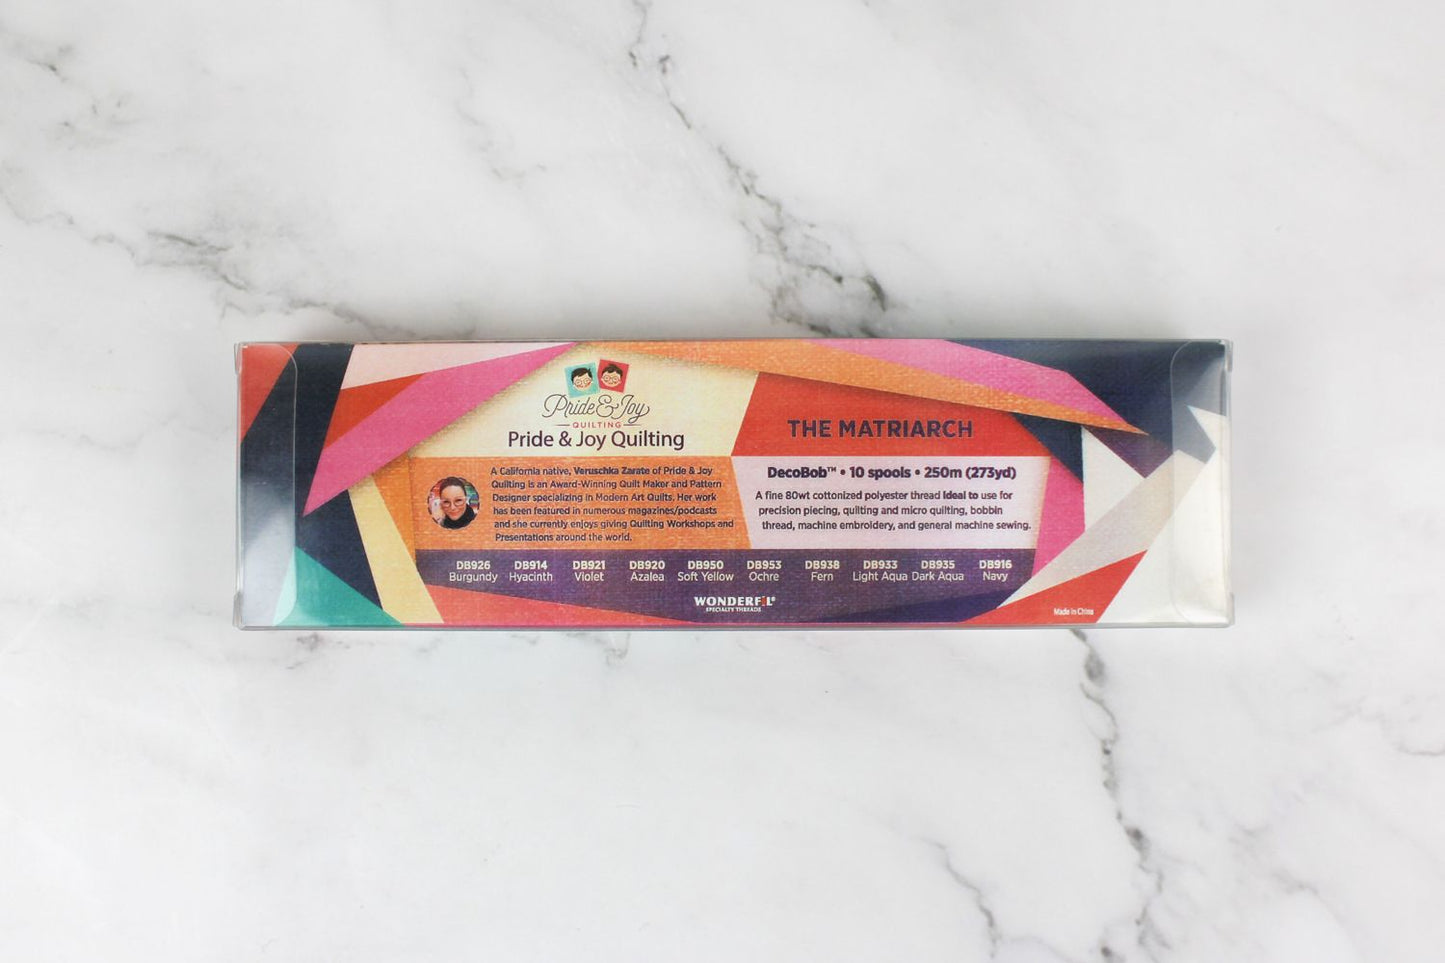 Pride & Joy
QUILTING
Pride & Joy Quilting
A California native, Veruschka Zarate of Pride & Joy
Quilting is an Award-Winning Quilt Maker and Pattern
Designer specializing in Modern Art Quilts. Her work
has been featured in numerous magazines/podcasts
and she currently enjoys giving Quilting Workshops and
Presentations around the world.
THE MATRIARCH
DecoBob™ • 10 spools • 250m (273yd)
A fine 80wt cottonized polyester thread ideal to use for
precision piecing, quilting and micro quilting, bobbin
thread, machine embroidery, and general machine sewing.
DB926 DB914 DB921 DB920 DB950 DB953 DB938 DB933 DB935 DB916
Burgundy Hyacinth Violet Azalea Soft Yellow Ochre Fern Light Aqua Dark Aqua Navy
WONDERFIL®
SPECIALTY THREADS
Made in China